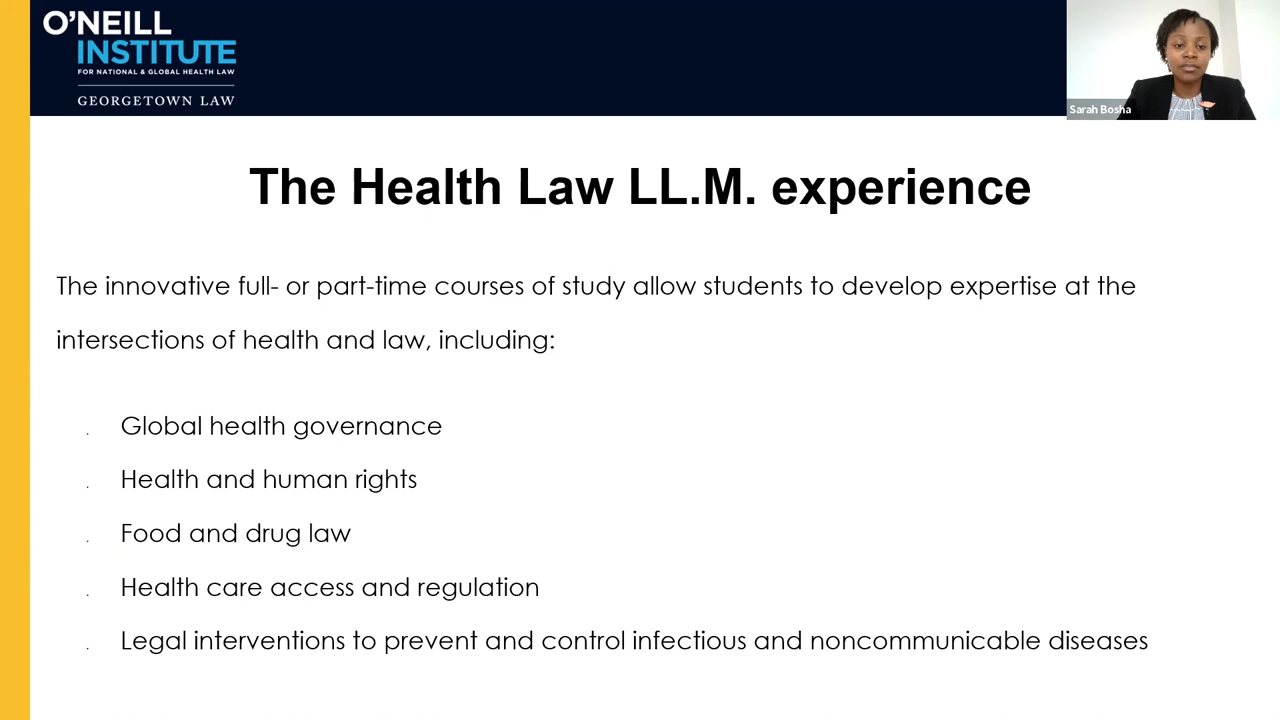 O'NEILL
INSTITUTE
FOR NATIONAL & GLOBAL HEALTH LAW
GEORGETOWN LAW
Sarah Bosha
The Health Law LL.M. experience
The innovative full- or part-time courses of study allow students to develop expertise at the
intersections of health and law, including:
. Global health governance
. Health and human rights
. Food and drug law
. Health care access and regulation
. Legal interventions to prevent and control infectious and noncommunicable diseases